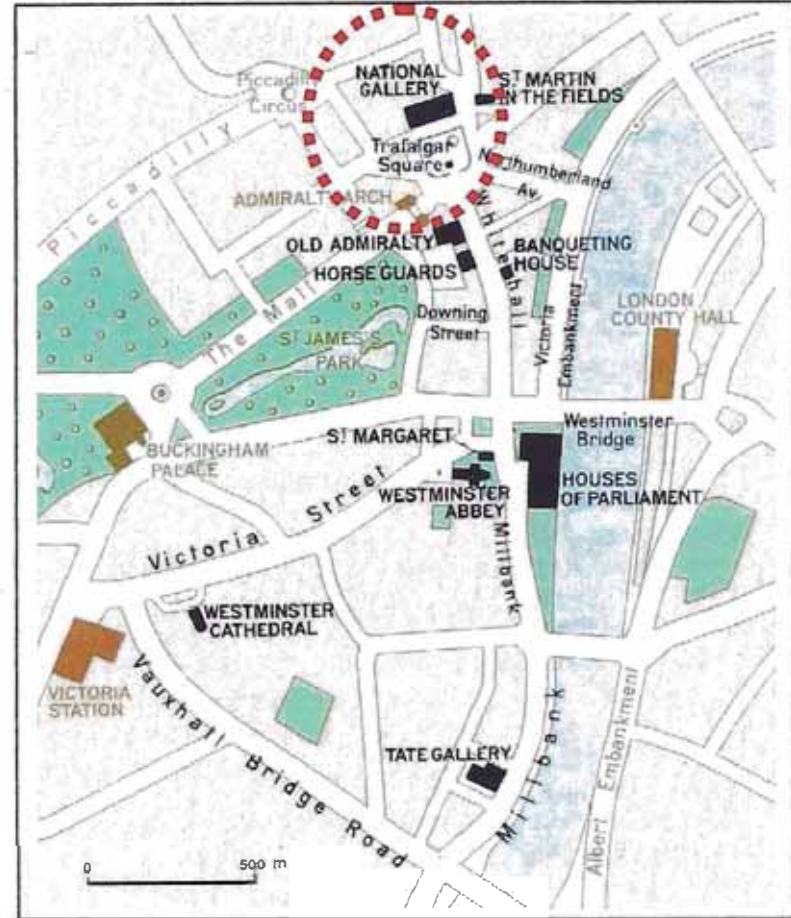 Piccadilly
Circus
NATIONAL
GALLERY
ST MARTIN
IN THE FIELDS
Trafalgar
Square
Northumberland
Av.
Piccadilly
ADMIRALTY ARCH
Whitehall
OLD ADMIRALTY
HORSE GUARDS
BANQUETING
HOUSE
The Mall
Downing
Street
Victoria
Embankment
LONDON
COUNTY HALL
ST JAMES'S
PARK
BUCKINGHAM
PALACE
ST MARGARET
Westminster
Bridge
WESTMINSTER
ABBEY
HOUSES
OF PARLIAMENT
Victoria Street
Millbank
WESTMINSTER
CATHEDRAL
VICTORIA
STATION
Vauxhall Bridge Road
TATE GALLERY
Millbank
Albert Embankment
0 500 m